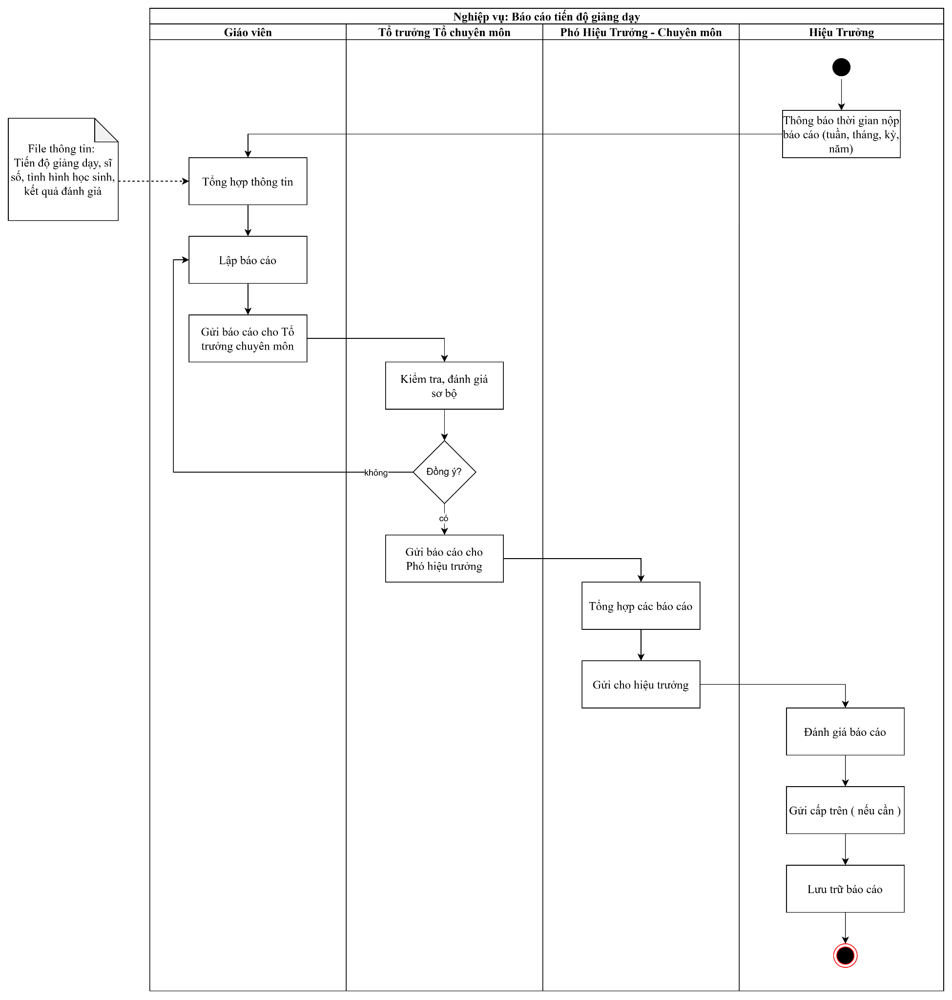 Nghiệp vụ: Báo cáo tiến độ giảng dạy
Giáo viên
Tổ trưởng Tổ chuyên môn
Phó Hiệu Trưởng - Chuyên môn
Hiệu Trưởng
Thông báo thời gian nộp
báo cáo (tuần, tháng, kỳ,
năm)
File thông tin:
Tiến độ giảng dạy, sĩ
số, tình hình học sinh,
kết quả đánh giá
Tổng hợp thông tin
Lập báo cáo
Gửi báo cáo cho Tổ
trưởng chuyên môn
Kiểm tra, đánh giá
sơ bộ
Đồng ý?
không
có
Gửi báo cáo cho
Phó hiệu trưởng
Tổng hợp các báo cáo
Gửi cho hiệu trưởng
Đánh giá báo cáo
Gửi cấp trên ( nếu cần )
Lưu trữ báo cáo